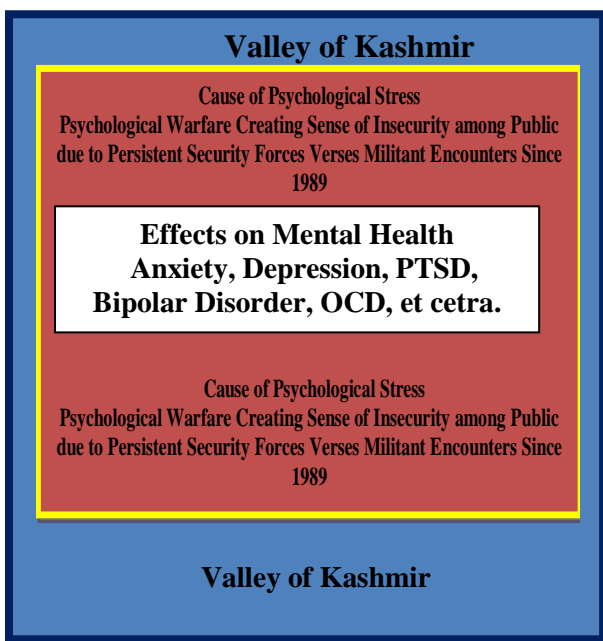 Valley of Kashmir
Cause of Psychological Stress
Psychological Warfare Creating Sense of Insecurity among Public
due to Persistent Security Forces Verses Militant Encounters Since
1989
Effects on Mental Health
Anxiety, Depression, PTSD,
Bipolar Disorder, OCD, et cetra.
Cause of Psychological Stress
Psychological Warfare Creating Sense of Insecurity among Public
due to Persistent Security Forces Verses Militant Encounters Since
1989
Valley of Kashmir